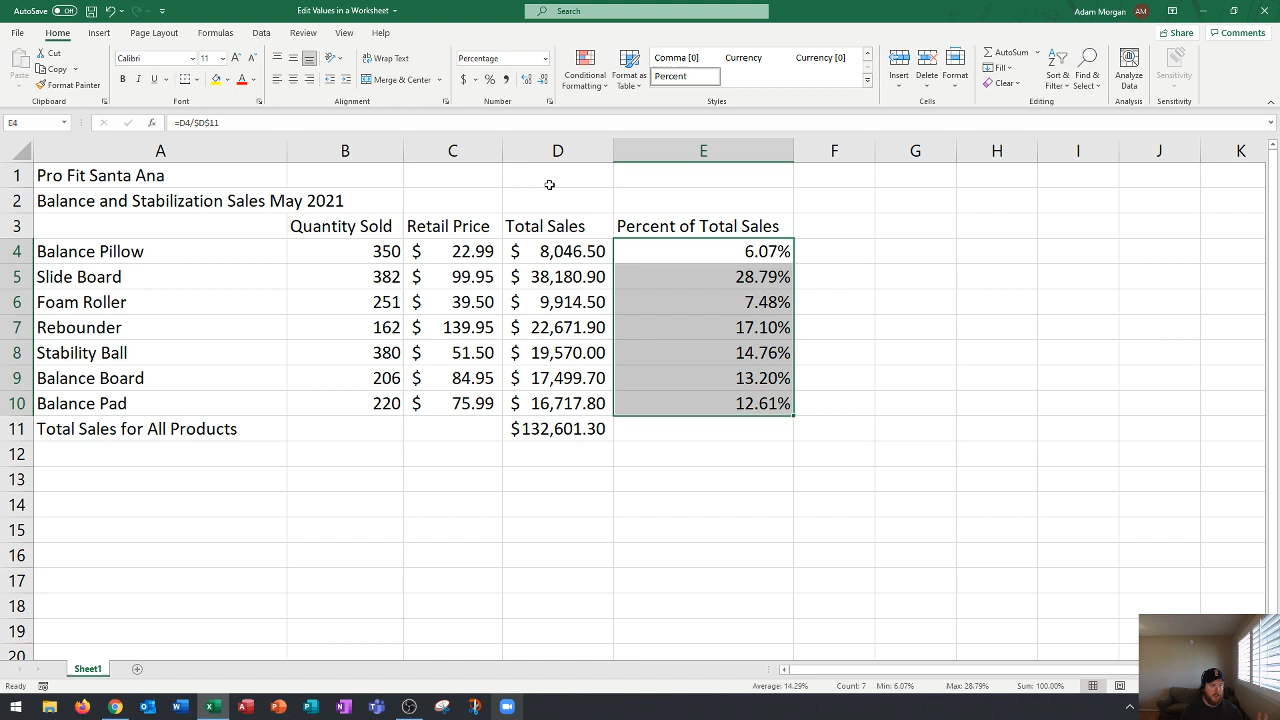 AutoSave Off Edit Values in a Worksheet Search Adam Morgan AM
File Home Insert Page Layout Formulas Data Review View Help Share Comments
Paste Cut Copy Format Painter Clipboard
Calibri 11 A A B I U A Font
Wrap Text Merge & Center Alignment
Percentage $ % , Number
Conditional Formatting Format as Table Comma [0] Currency Currency [0] Percent Styles
Insert Delete Format Cells
AutoSum Fill Clear Sort & Filter Find & Select Editing
Analyze Data Analysis
Sensitivity Sensitivity
E4 fx =D4/$D$11
A B C D E F G H I J K
1 Pro Fit Santa Ana
2 Balance and Stabilization Sales May 2021
3 Quantity Sold Retail Price Total Sales Percent of Total Sales
4 Balance Pillow 350 $ 22.99 $ 8,046.50 6.07%
5 Slide Board 382 $ 99.95 $ 38,180.90 28.79%
6 Foam Roller 251 $ 39.50 $ 9,914.50 7.48%
7 Rebounder 162 $ 139.95 $ 22,671.90 17.10%
8 Stability Ball 380 $ 51.50 $ 19,570.00 14.76%
9 Balance Board 206 $ 84.95 $ 17,499.70 13.20%
10 Balance Pad 220 $ 75.99 $ 16,717.80 12.61%
11 Total Sales for All Products $132,601.30
12
13
14
15
16
17
18
19
20
Sheet1
Ready Average: 14.29% Count: 7 Min: 6.07% Max: 28.79% Sum: 100.00%